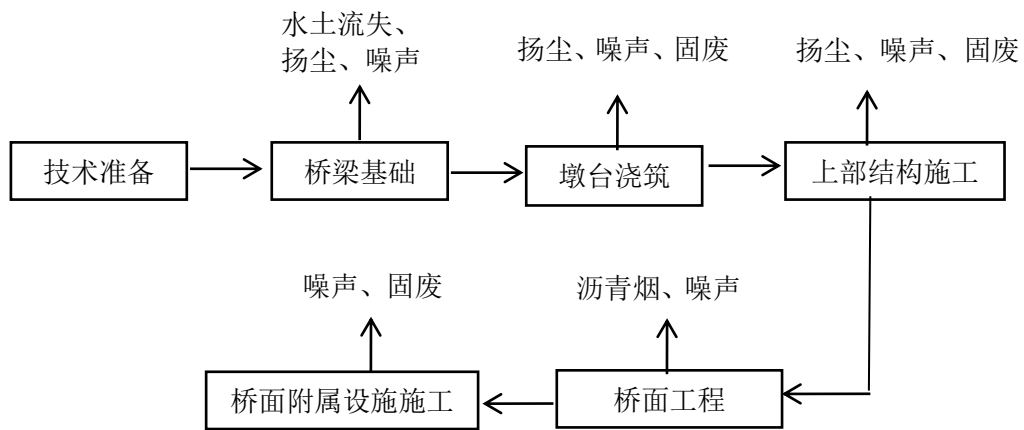 水土流失、
扬尘、噪声
扬尘、噪声、固废
扬尘、噪声、固废
技术准备
桥梁基础
墩台浇筑
上部结构施工
噪声、固废
沥青烟、噪声
桥面附属设施施工
桥面工程